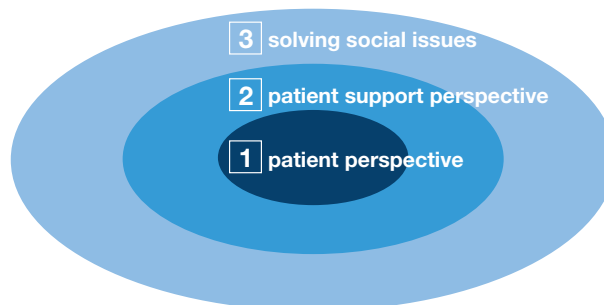 3 solving social issues
2 patient support perspective
1 patient perspective